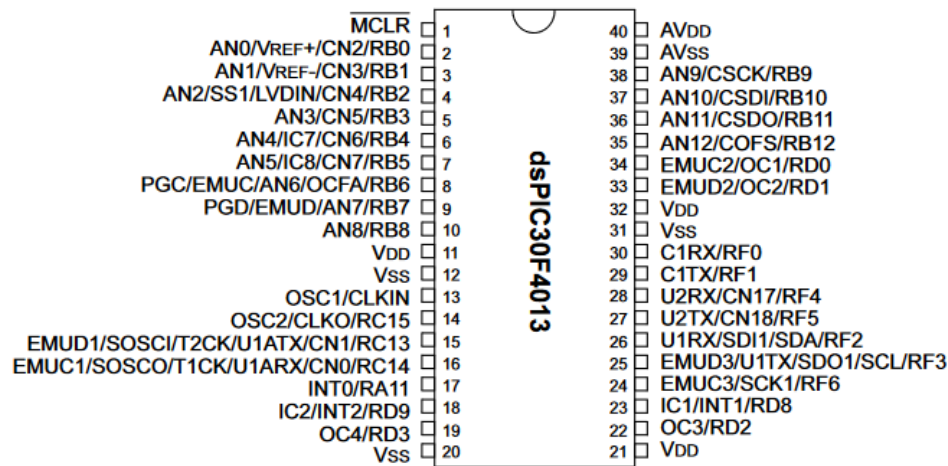 MCLR 1
AN0/VREF+/CN2/RB0 2
AN1/VREF-/CN3/RB1 3
AN2/SS1/LVDIN/CN4/RB2 4
AN3/CN5/RB3 5
AN4/IC7/CN6/RB4 6
AN5/IC8/CN7/RB5 7
PGC/EMUC/AN6/OCFA/RB6 8
PGD/EMUD/AN7/RB7 9
AN8/RB8 10
VDD 11
VSS 12
OSC1/CLKIN 13
OSC2/CLKO/RC15 14
EMUD1/SOSCI/T2CK/U1ATX/CN1/RC13 15
EMUC1/SOSCO/T1CK/U1ARX/CN0/RC14 16
INT0/RA11 17
IC2/INT2/RD9 18
OC4/RD3 19
VSS 20
dsPIC30F4013
40 AVDD
39 AVSS
38 AN9/CSCK/RB9
37 AN10/CSDI/RB10
36 AN11/CSDO/RB11
35 AN12/COFS/RB12
34 EMUC2/OC1/RD0
33 EMUD2/OC2/RD1
32 VDD
31 VSS
30 C1RX/RF0
29 C1TX/RF1
28 U2RX/CN17/RF4
27 U2TX/CN18/RF5
26 U1RX/SDI1/SDA/RF2
25 EMUD3/U1TX/SDO1/SCL/RF3
24 EMUC3/SCK1/RF6
23 IC1/INT1/RD8
22 OC3/RD2
21 VDD